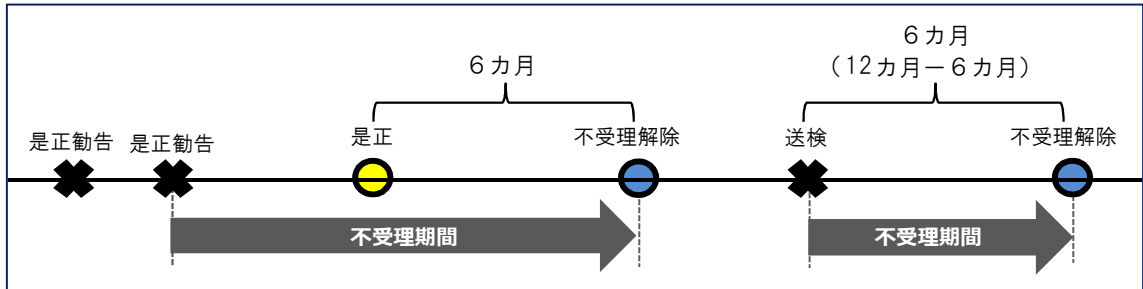 ６カ月
６カ月
（12カ月－６カ月）
是正勧告
是正勧告
是正
不受理解除
送検
不受理解除
不受理期間
不受理期間